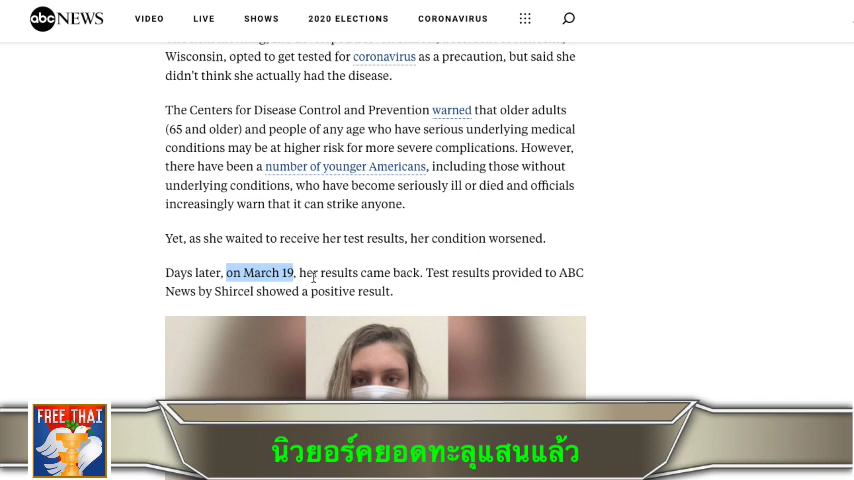 abc NEWS VIDEO LIVE SHOWS 2020 ELECTIONS CORONAVIRUS
Wisconsin, opted to get tested for coronavirus as a precaution, but said she
didn't think she actually had the disease.
The Centers for Disease Control and Prevention warned that older adults
(65 and older) and people of any age who have serious underlying medical
conditions may be at higher risk for more severe complications. However,
there have been a number of younger Americans, including those without
underlying conditions, who have become seriously ill or died and officials
increasingly warn that it can strike anyone.
Yet, as she waited to receive her test results, her condition worsened.
Days later, on March 19, her results came back. Test results provided to ABC
News by Shircel showed a positive result.
FREE THAI
นิวยอร์คยอดทะลุแสนแล้ว